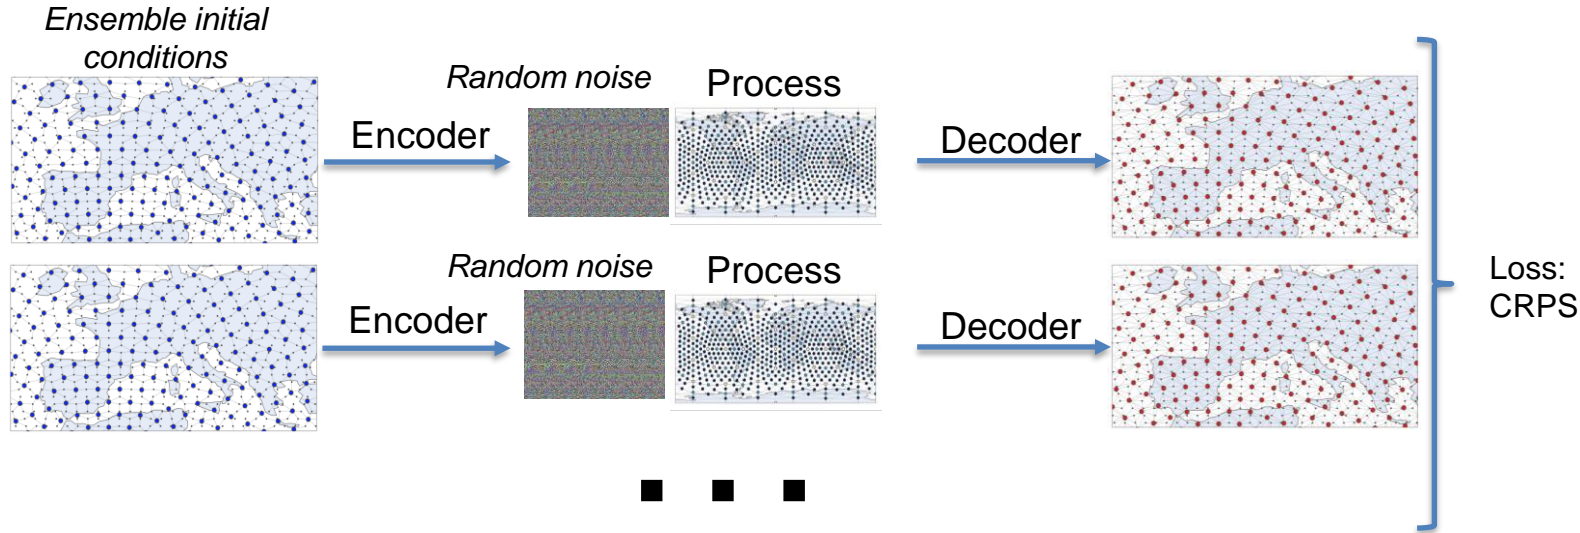 Ensemble initial
conditions
Random noise
Process
Encoder
Decoder
Random noise
Process
Encoder
Decoder
Loss:
CRPS